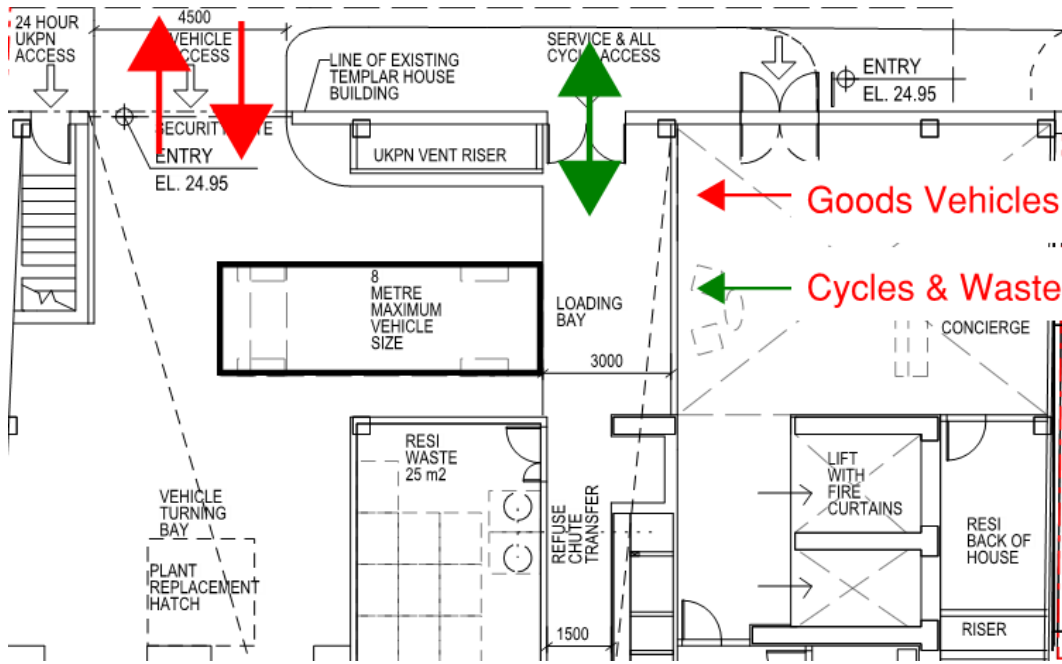 24 HOUR
UKPN
ACCESS
4500
VEHICLE
ACCESS
LINE OF EXISTING
TEMPLAR HOUSE
BUILDING
SERVICE & ALL
CYCLE ACCESS
ENTRY
EL. 24.95
SECURITY
ENTRY
EL. 24.95
UKPN VENT RISER
Goods Vehicles
Cycles & Waste
CONCIERGE
8
METRE
MAXIMUM
VEHICLE
SIZE
LOADING
BAY
3000
RESI
WASTE
25 m2
LIFT
WITH
FIRE
CURTAINS
VEHICLE
TURNING
BAY
REFUSE
CHUTE
TRANSFER
RESI
BACK OF
HOUSE
PLANT
REPLACEMENT
HATCH
1500
RISER